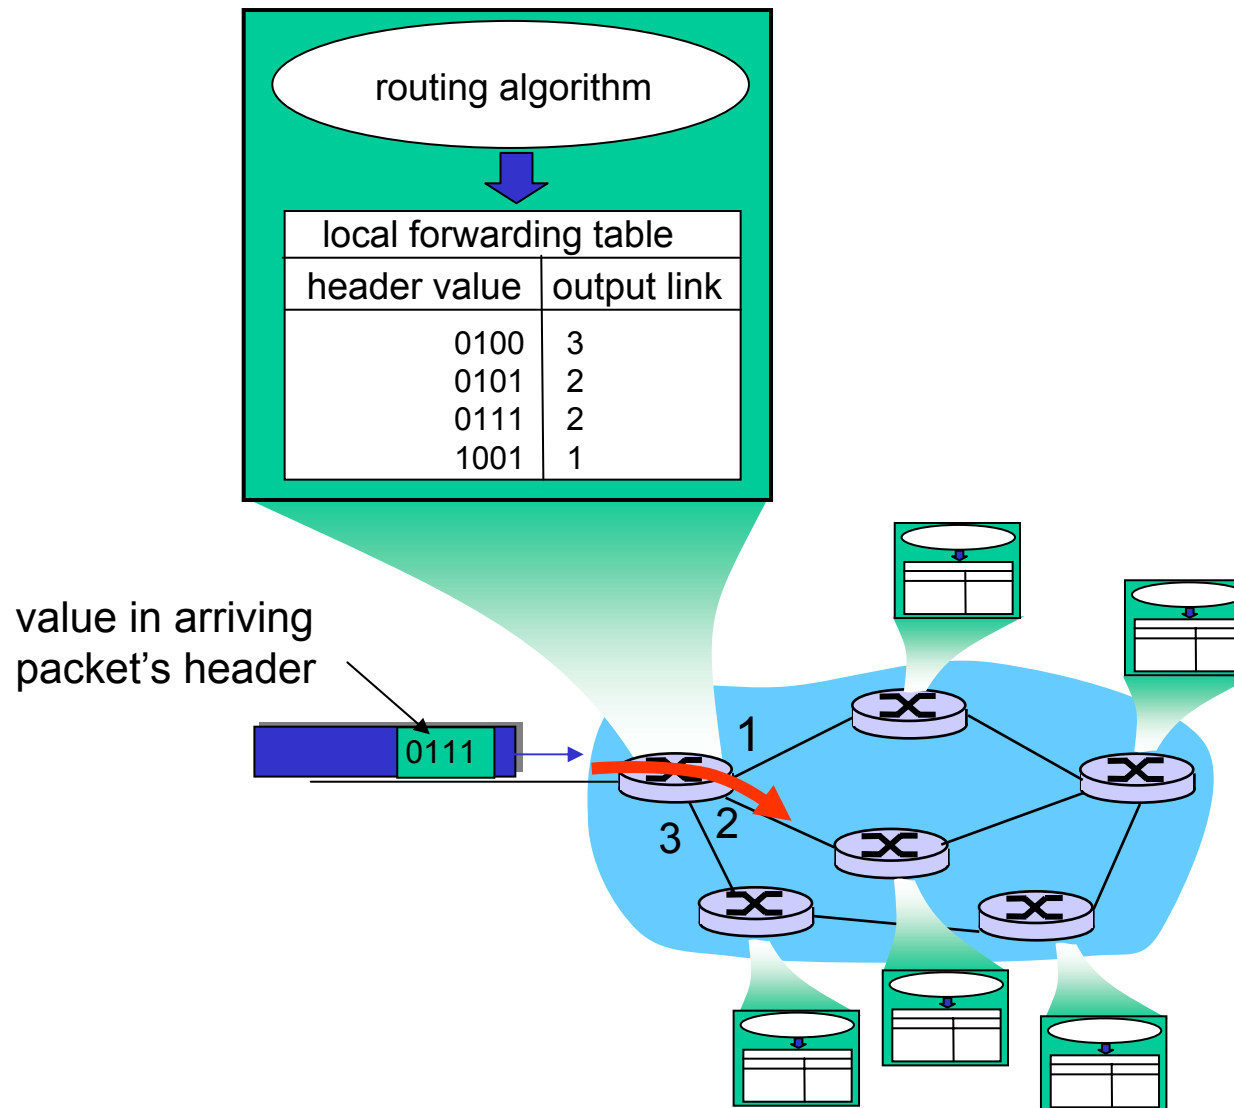 routing algorithm
local forwarding table
header value output link
0100 3
0101 2
0111 2
1001 1
value in arriving
packet's header
0111
1
2
3